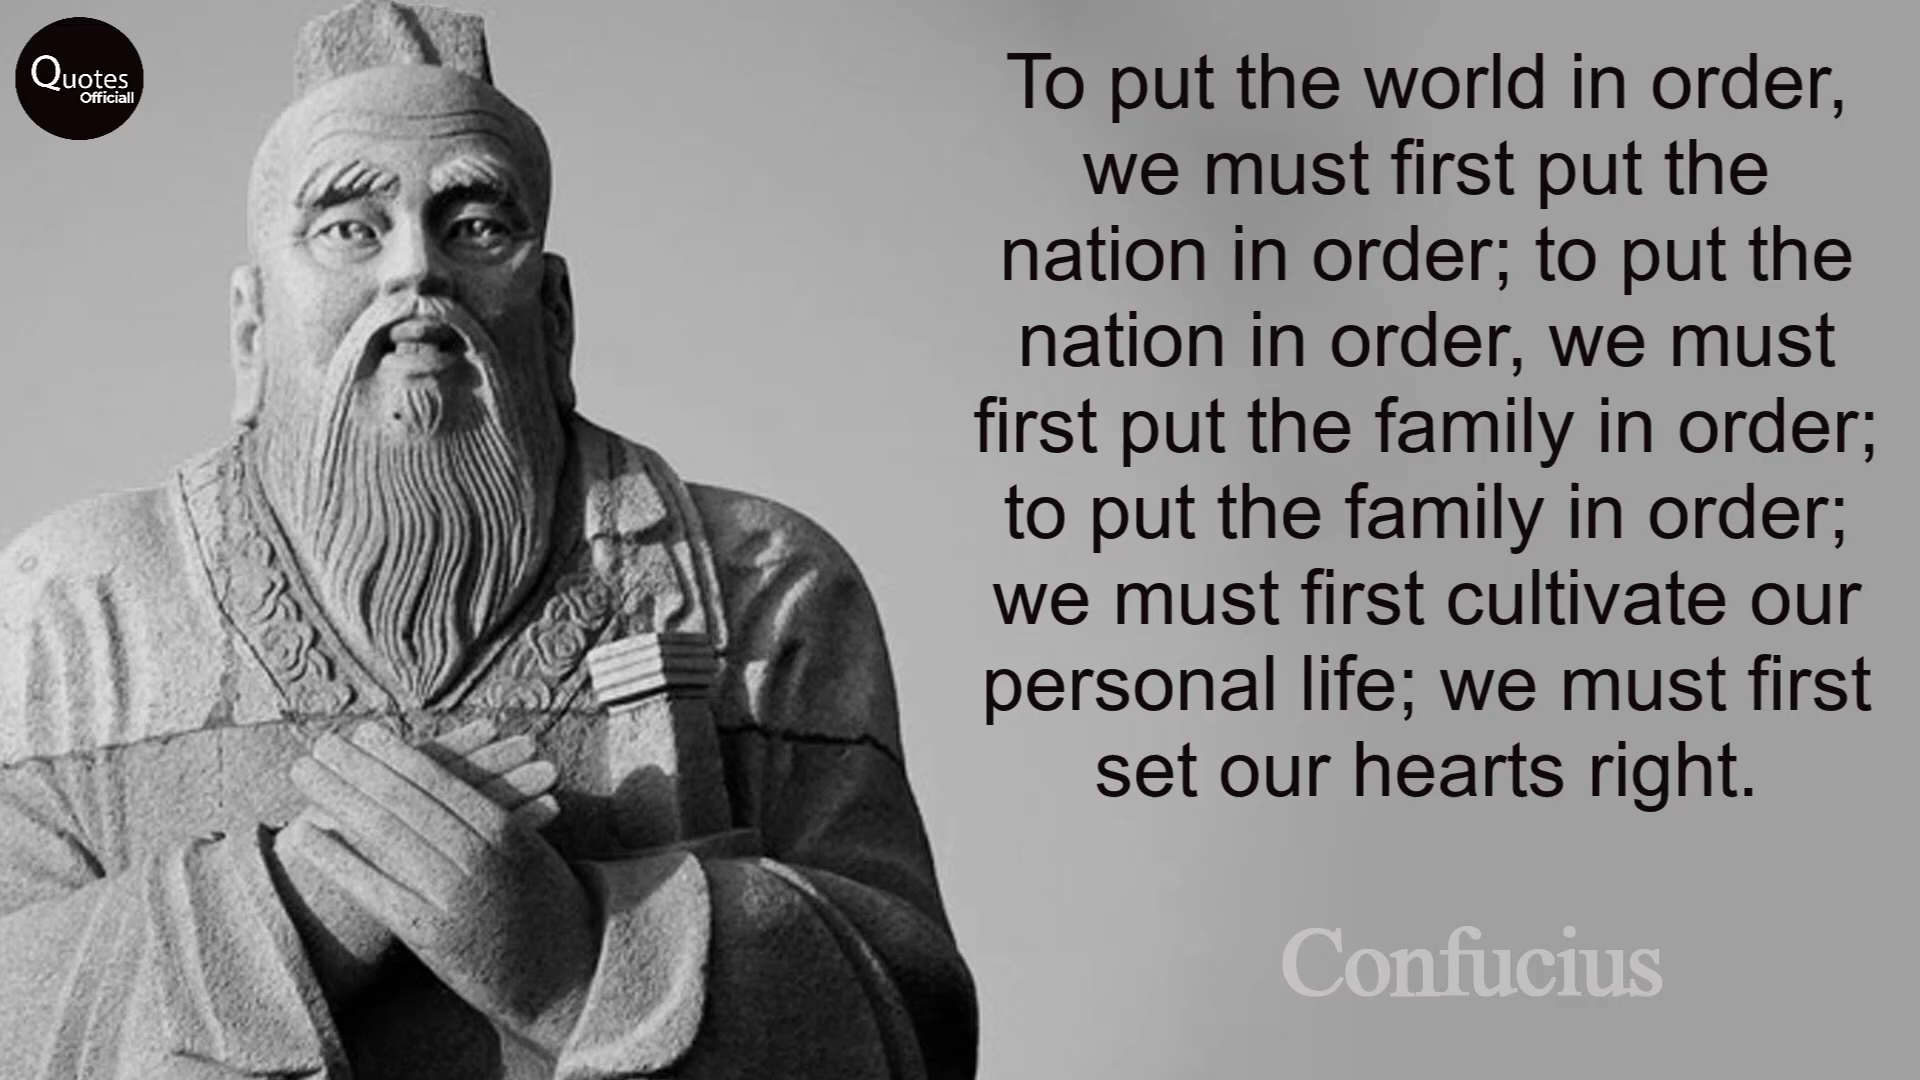 Quotes
Officiall
To put the world in order,
we must first put the
nation in order; to put the
nation in order, we must
first put the family in order;
to put the family in order;
we must first cultivate our
personal life; we must first
set our hearts right.
Confucius